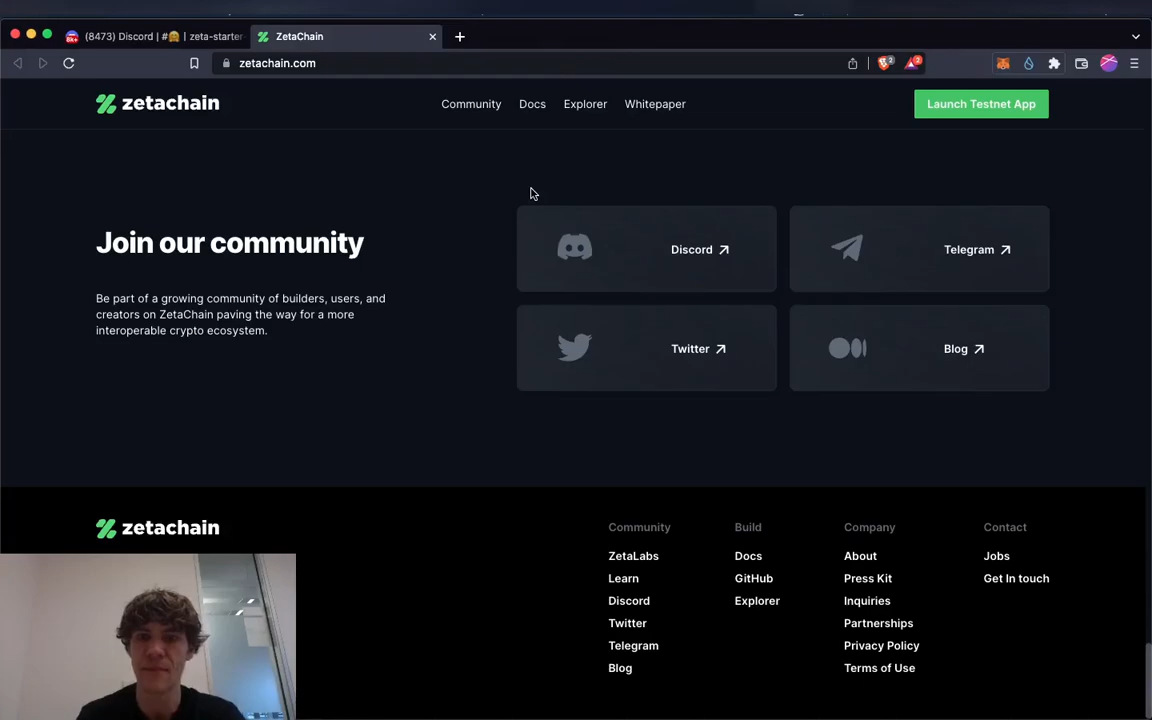 (8473) Discord | #🤗 | zeta-starter-
ZetaChain
zetachain.com
2
2
zetachain
Community
Docs
Explorer
Whitepaper
Launch Testnet App
Join our community
Be part of a growing community of builders, users, and
creators on ZetaChain paving the way for a more
interoperable crypto ecosystem.
Discord
Telegram
Twitter
Blog
zetachain
Community
ZetaLabs
Learn
Discord
Twitter
Telegram
Blog
Build
Docs
GitHub
Explorer
Company
About
Press Kit
Inquiries
Partnerships
Privacy Policy
Terms of Use
Contact
Jobs
Get In touch